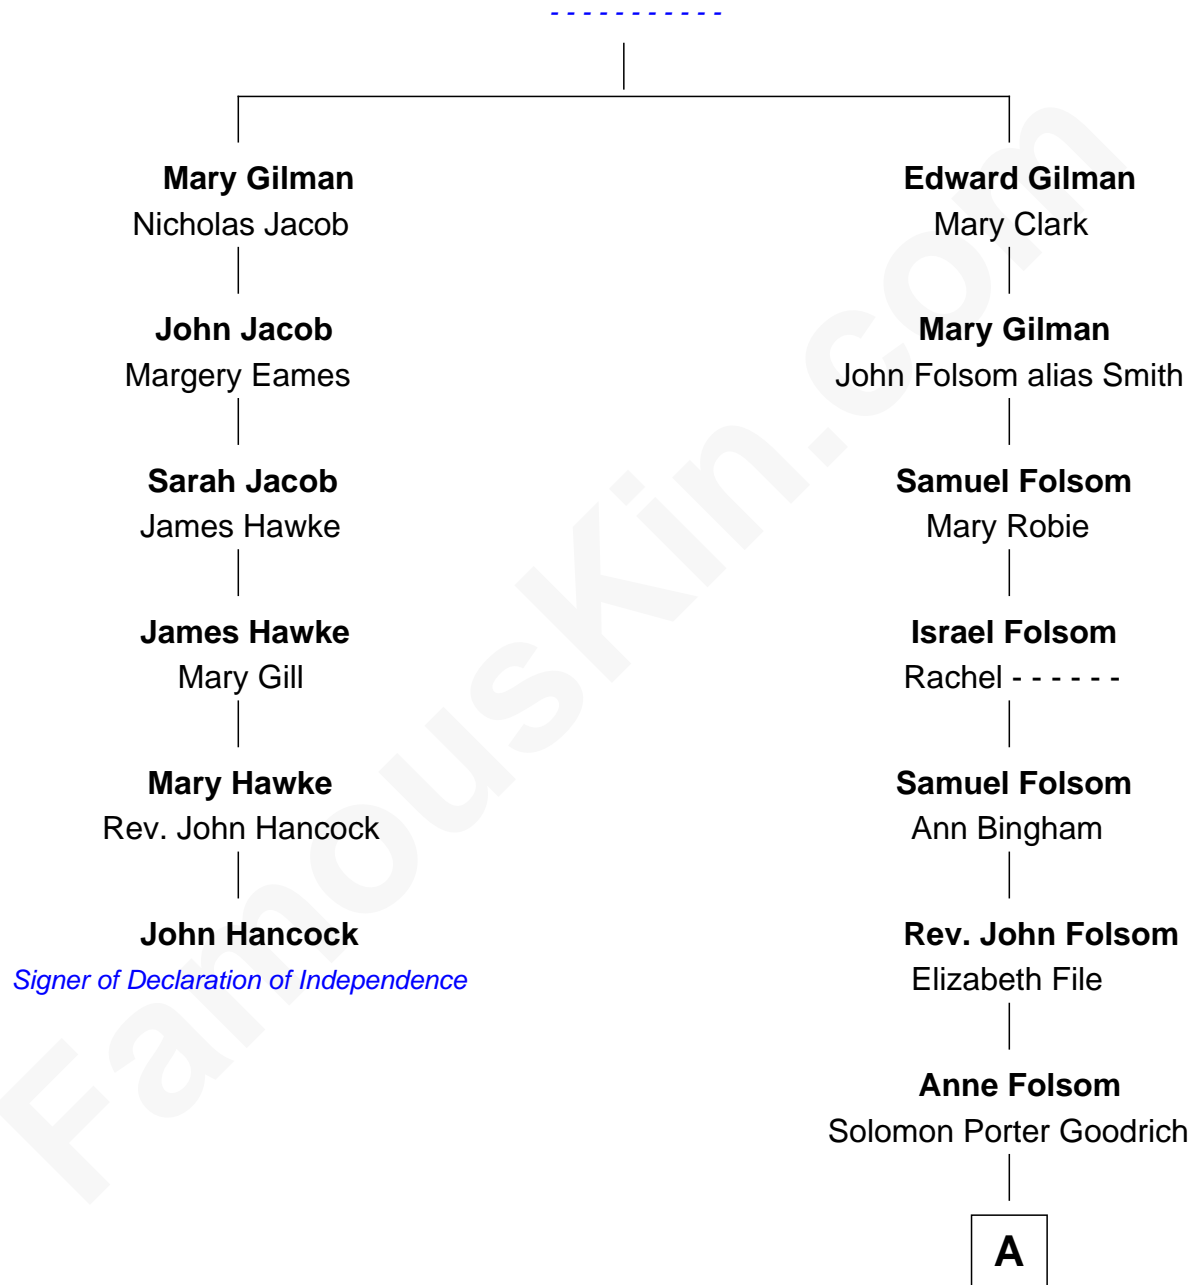 - - - - - - - - - - -
Mary Gilman
Nicholas Jacob
John Jacob
Margery Eames
Sarah Jacob
James Hawke
James Hawke
Mary Gill
Mary Hawke
Rev. John Hancock
John Hancock
Signer of Declaration of Independence
Edward Gilman
Mary Clark
Mary Gilman
John Folsom alias Smith
Samuel Folsom
Mary Robie
Israel Folsom
Rachel - - - - - -
Samuel Folsom
Ann Bingham
Rev. John Folsom
Elizabeth File
Anne Folsom
Solomon Porter Goodrich
A
FamousKin.com